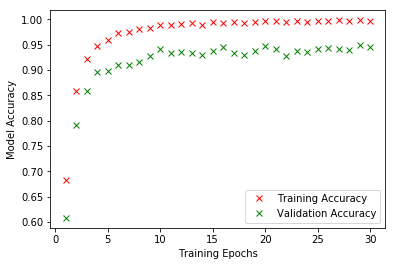 1.00
0.95
0.90
0.85
0.80
0.75
0.70
0.65
0.60
Model Accuracy
Training Accuracy
Validation Accuracy
0 5 10 15 20 25 30
Training Epochs